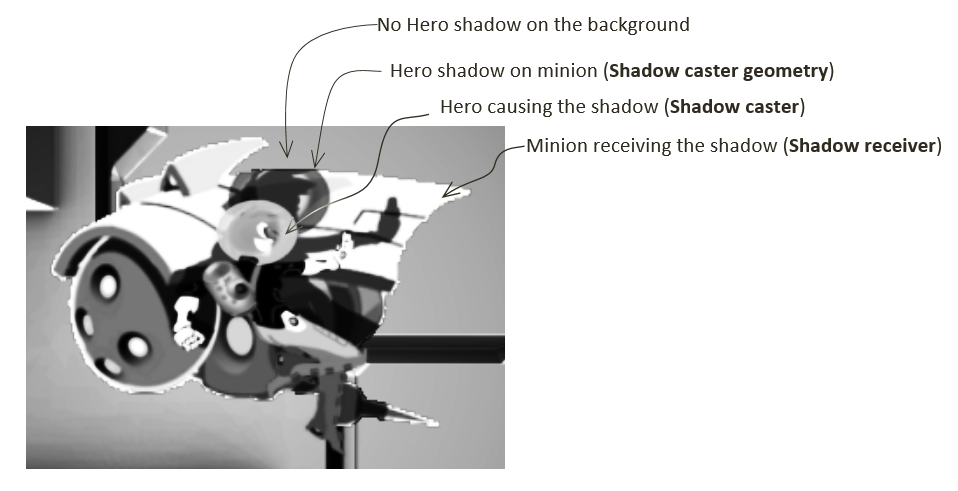 No Hero shadow on the background
Hero shadow on minion (Shadow caster geometry)
Hero causing the shadow (Shadow caster)
Minion receiving the shadow (Shadow receiver)